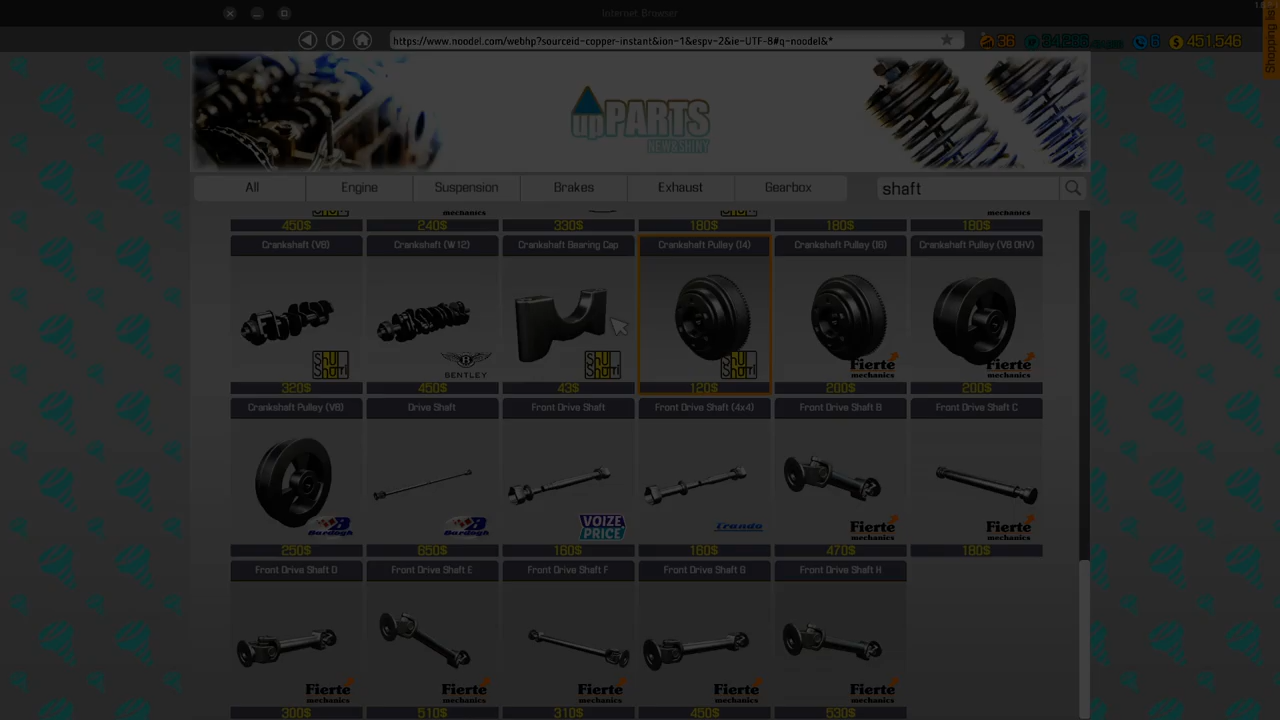 Internet Browser
https://www.noodel.com/webhp?sourceid-copper-instant&ion-1&espv-2&ie-UTF-8#q-noodel&*
36
6
451,546
upPARTS
NEW&SHINY
All
Engine
Suspension
Brakes
Exhaust
Gearbox
shaft
mechanics
mechanics
450$
240$
330$
180$
180$
180$
Crankshaft (V6)
Crankshaft (W12)
Crankshaft Bearing Cap
Crankshaft Pulley (I4)
Crankshaft Pulley (I6)
Crankshaft Pulley (V8 OHV)
BENTLEY
Fierte
mechanics
Fierte
mechanics
320$
450$
43$
120$
200$
200$
Crankshaft Pulley (V8)
Drive Shaft
Front Drive Shaft
Front Drive Shaft (4x4)
Front Drive Shaft B
Front Drive Shaft C
VOIZE
PRICE
Fierte
mechanics
Fierte
mechanics
250$
650$
160$
160$
470$
180$
Front Drive Shaft D
Front Drive Shaft E
Front Drive Shaft F
Front Drive Shaft G
Front Drive Shaft H
Fierte
mechanics
Fierte
mechanics
Fierte
mechanics
Fierte
mechanics
Fierte
mechanics
300$
510$
310$
450$
530$